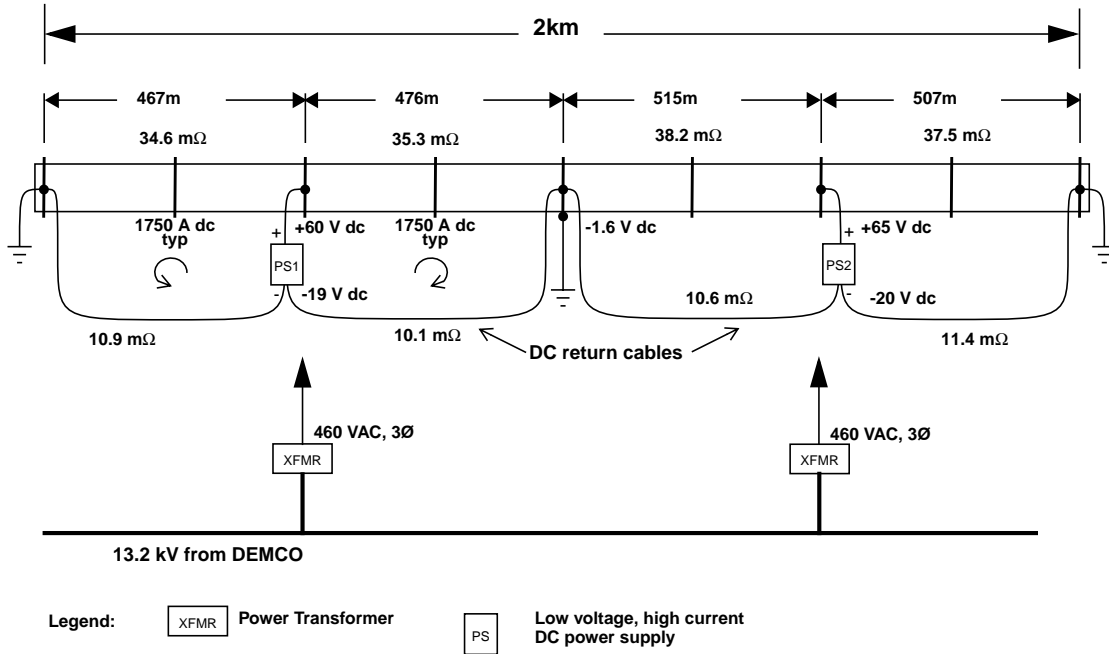 2km
467m
476m
515m
507m
34.6 mΩ
35.3 mΩ
38.2 mΩ
37.5 mΩ
1750 A dc
typ
+
+60 V dc
1750 A dc
typ
-1.6 V dc
+
+65 V dc
PS1
PS2
-
-19 V dc
-
-20 V dc
10.9 mΩ
10.1 mΩ
10.6 mΩ
11.4 mΩ
DC return cables
460 VAC, 3Ø
460 VAC, 3Ø
XFMR
XFMR
13.2 kV from DEMCO
Legend:
XFMR
Power Transformer
PS
Low voltage, high current
DC power supply